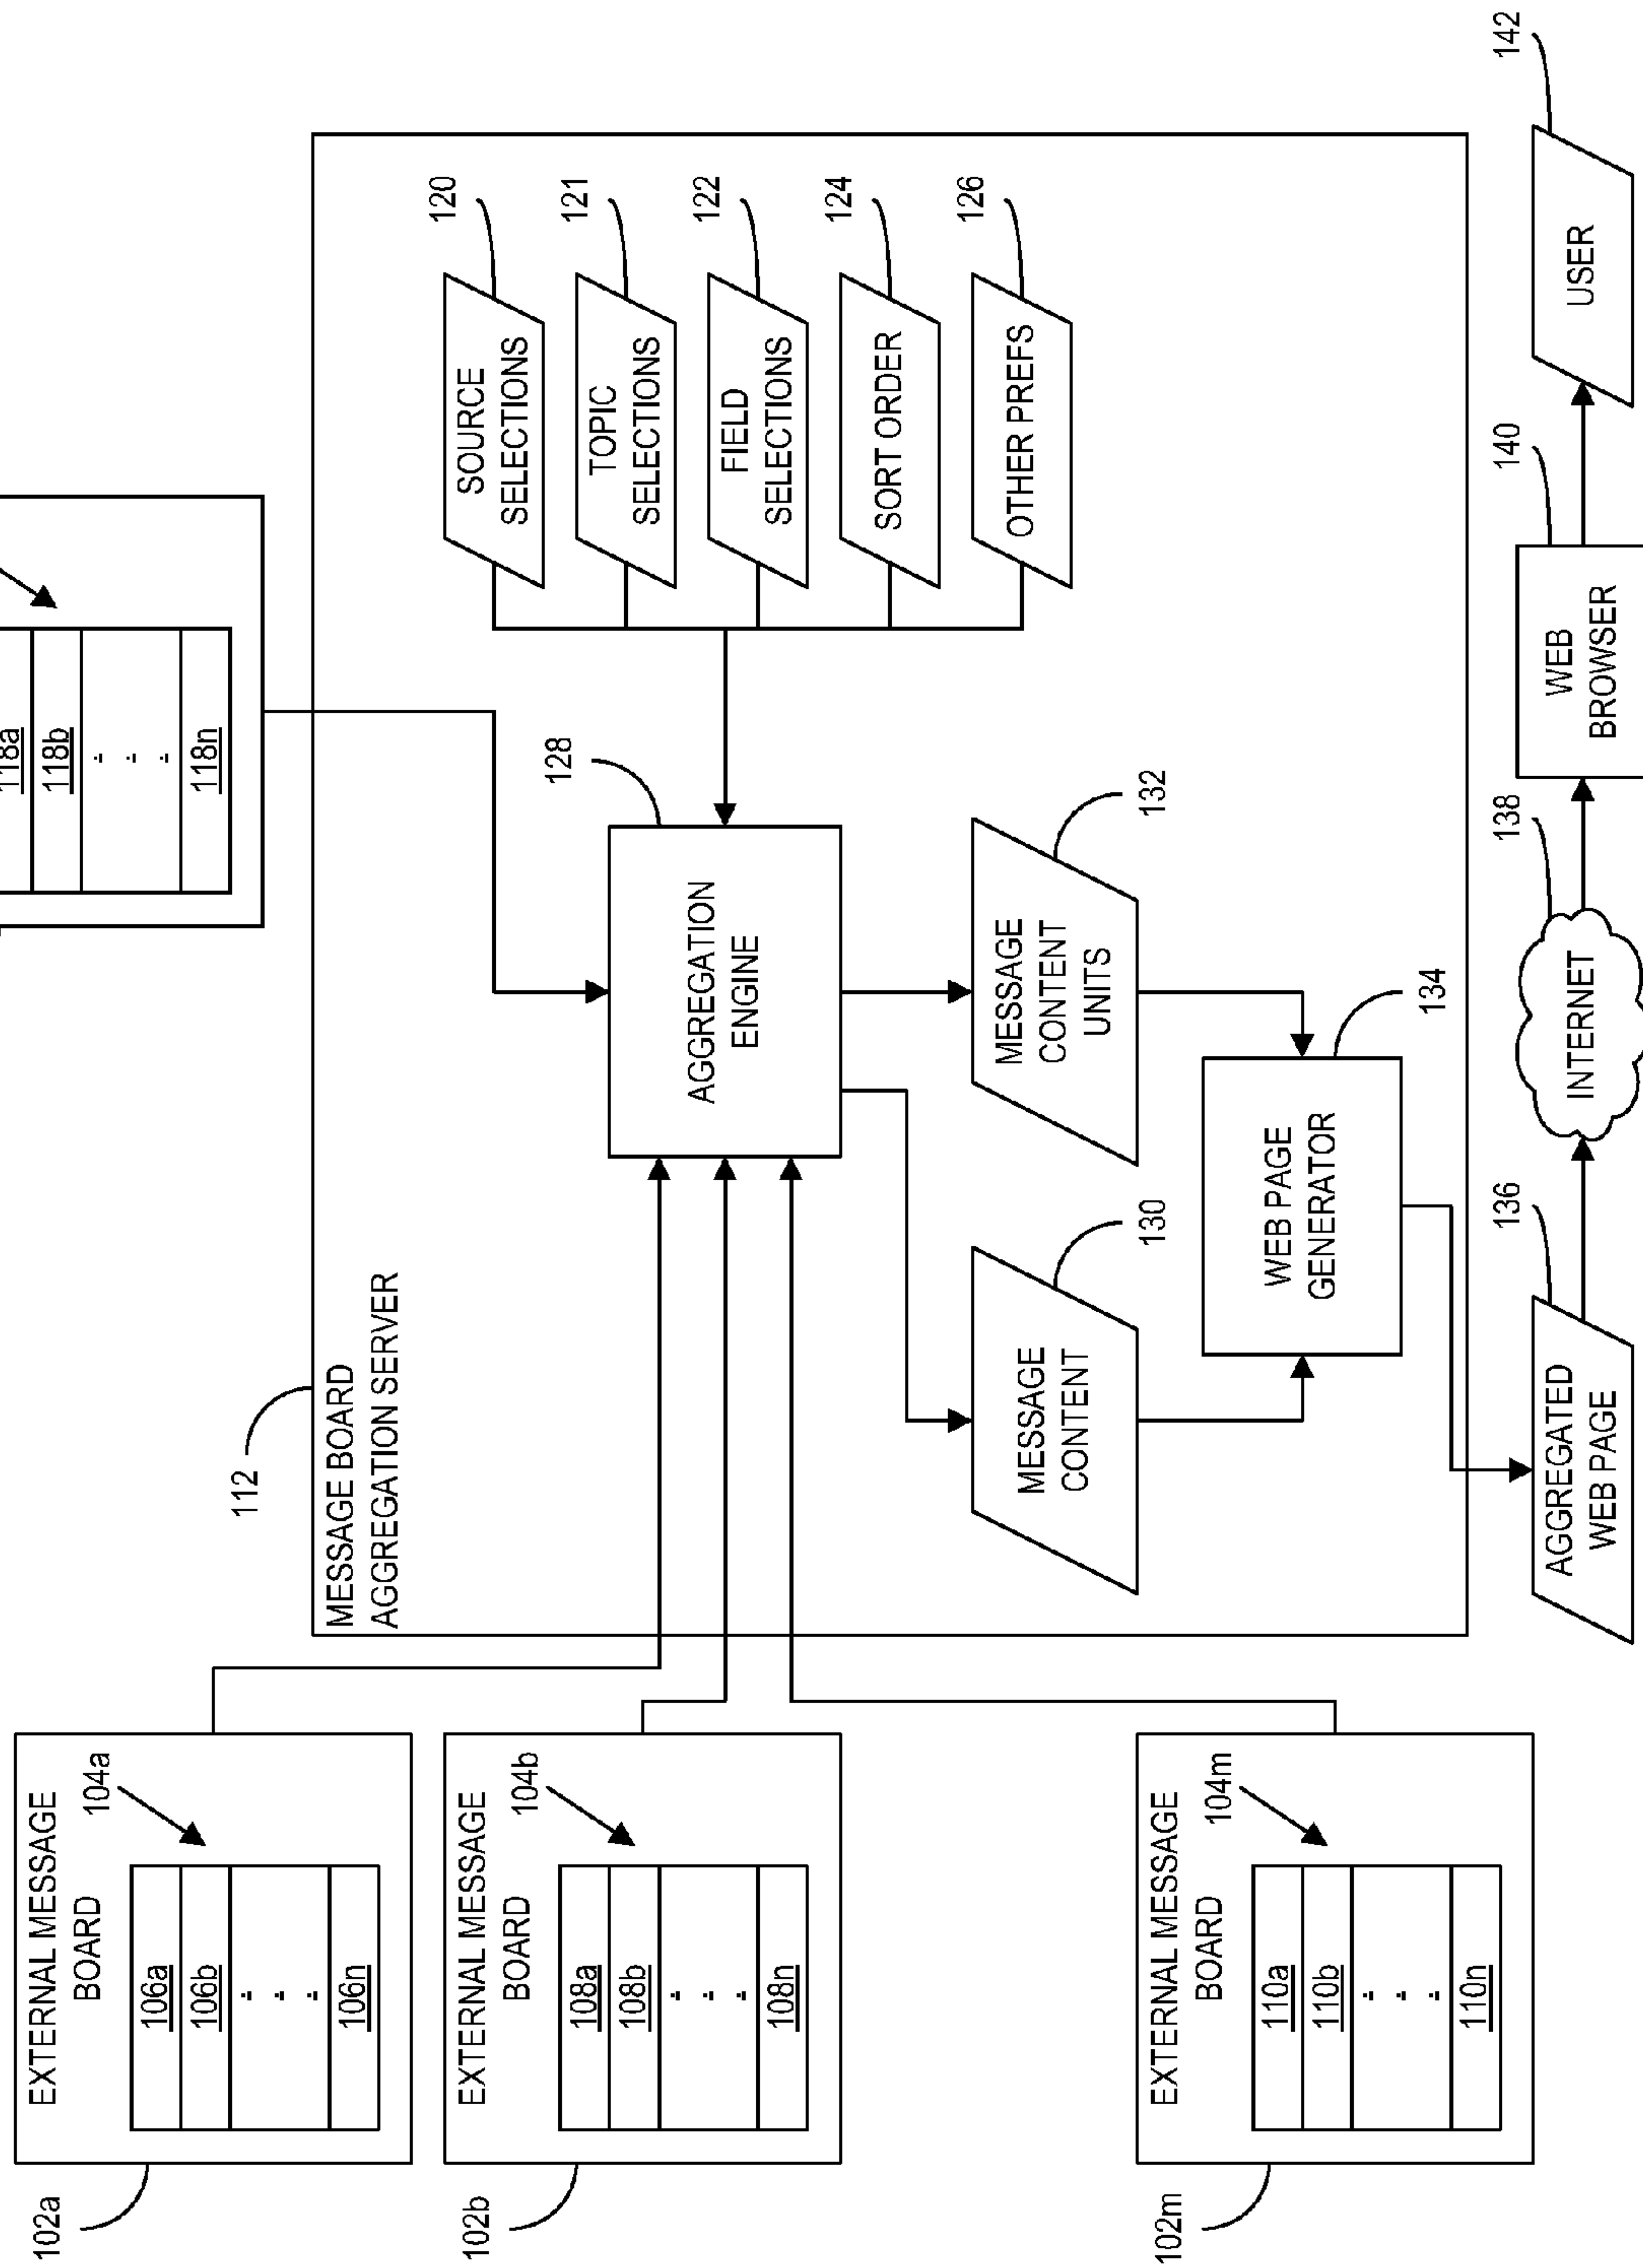 102a
EXTERNAL MESSAGE
BOARD
104a
106a
106b
106n
102b
EXTERNAL MESSAGE
BOARD
104b
108a
108b
108n
102m
EXTERNAL MESSAGE
BOARD
104m
110a
110b
110n
118a
118b
118n
112
MESSAGE BOARD
AGGREGATION SERVER
SOURCE
SELECTIONS
120
TOPIC
SELECTIONS
121
FIELD
SELECTIONS
122
SORT ORDER
124
OTHER PREFS
126
128
AGGREGATION
ENGINE
MESSAGE
CONTENT
130
MESSAGE
CONTENT
UNITS
132
WEB PAGE
GENERATOR
134
AGGREGATED
WEB PAGE
136
INTERNET
138
WEB
BROWSER
140
USER
142